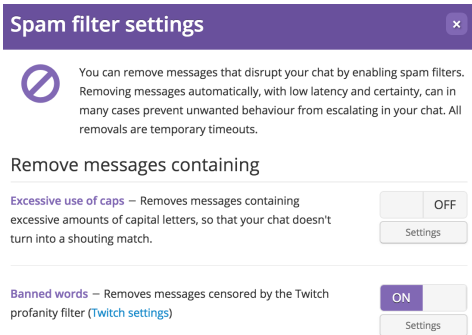 Spam filter settings
×
You can remove messages that disrupt your chat by enabling spam filters.
Removing messages automatically, with low latency and certainty, can in
many cases prevent unwanted behaviour from escalating in your chat. All
removals are temporary timeouts.
Remove messages containing
Excessive use of caps – Removes messages containing
excessive amounts of capital letters, so that your chat doesn't
turn into a shouting match.
OFF
Settings
Banned words – Removes messages censored by the Twitch
profanity filter (Twitch settings)
ON
Settings